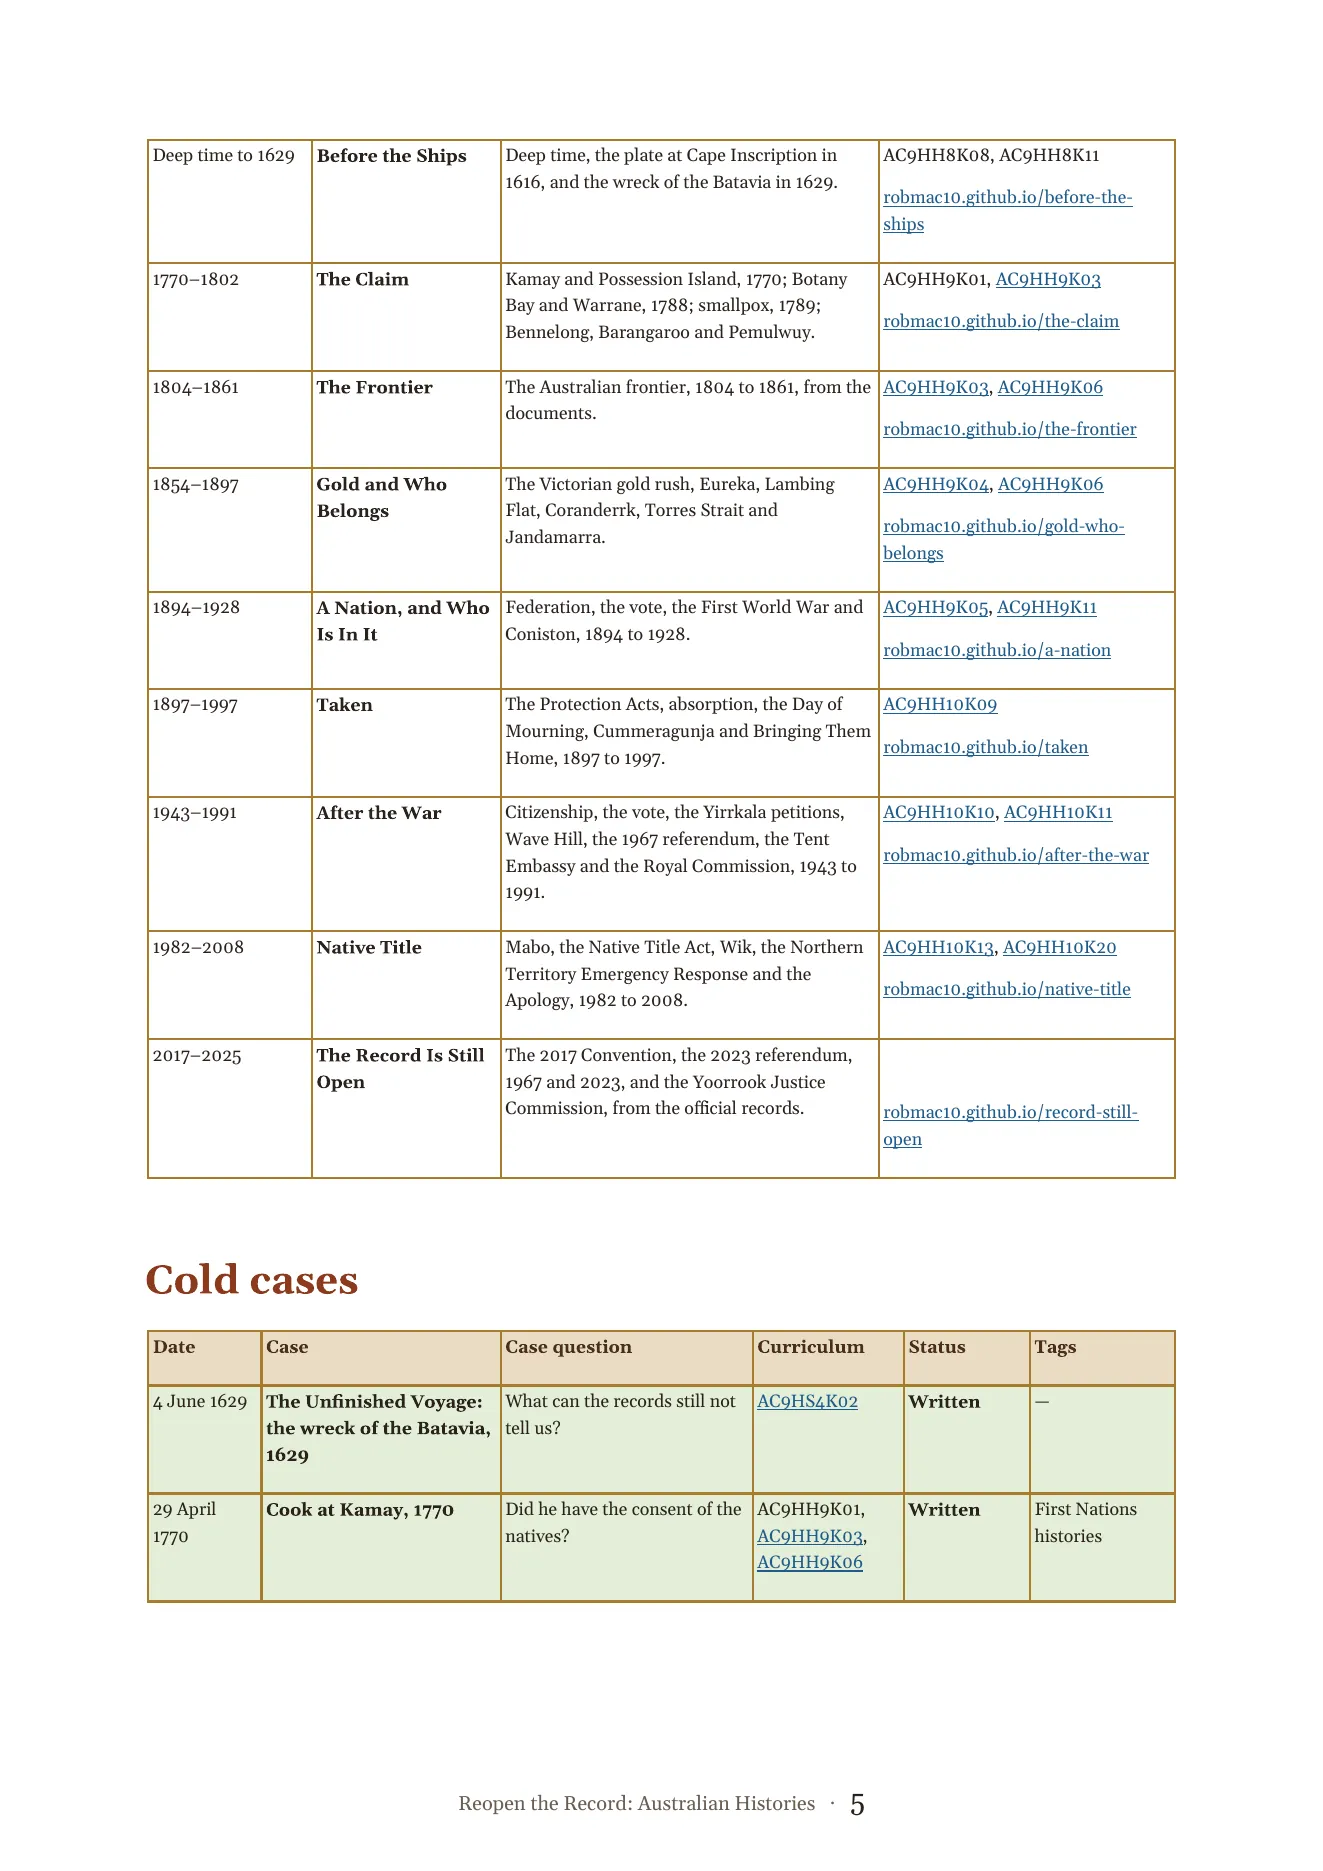 Deep time to 1629
Before the Ships
Deep time, the plate at Cape Inscription in
1616, and the wreck of the Batavia in 1629.
AC9HH8K08, AC9HH8K11
robmac10.github.io/before-the-
ships
1770–1802
The Claim
Kamay and Possession Island, 1770; Botany
Bay and Warrane, 1788; smallpox, 1789;
Bennelong, Barangaroo and Pemulwuy.
AC9HH9K01, AC9HH9K03
robmac10.github.io/the-claim
1804–1861
The Frontier
The Australian frontier, 1804 to 1861, from the
documents.
AC9HH9K03, AC9HH9K06
robmac10.github.io/the-frontier
1854–1897
Gold and Who
Belongs
The Victorian gold rush, Eureka, Lambing
Flat, Coranderrk, Torres Strait and
Jandamarra.
AC9HH9K04, AC9HH9K06
robmac10.github.io/gold-who-
belongs
1894–1928
A Nation, and Who
Is In It
Federation, the vote, the First World War and
Coniston, 1894 to 1928.
AC9HH9K05, AC9HH9K11
robmac10.github.io/a-nation
1897–1997
Taken
The Protection Acts, absorption, the Day of
Mourning, Cummeragunja and Bringing Them
Home, 1897 to 1997.
AC9HH10K09
robmac10.github.io/taken
1943–1991
After the War
Citizenship, the vote, the Yirrkala petitions,
Wave Hill, the 1967 referendum, the Tent
Embassy and the Royal Commission, 1943 to
1991.
AC9HH10K10, AC9HH10K11
robmac10.github.io/after-the-war
1982–2008
Native Title
Mabo, the Native Title Act, Wik, the Northern
Territory Emergency Response and the
Apology, 1982 to 2008.
AC9HH10K13, AC9HH10K20
robmac10.github.io/native-title
2017–2025
The Record Is Still
Open
The 2017 Convention, the 2023 referendum,
1967 and 2023, and the Yoorrook Justice
Commission, from the official records.
robmac10.github.io/record-still-
open
Cold cases
Date
Case
Case question
Curriculum
Status
Tags
4 June 1629
The Unfinished Voyage:
the wreck of the Batavia,
1629
What can the records still not
tell us?
AC9HS4K02
Written
—
29 April
1770
Cook at Kamay, 1770
Did he have the consent of the
natives?
AC9HH9K01,
AC9HH9K03,
AC9HH9K06
Written
First Nations
histories
Reopen the Record: Australian Histories · 5